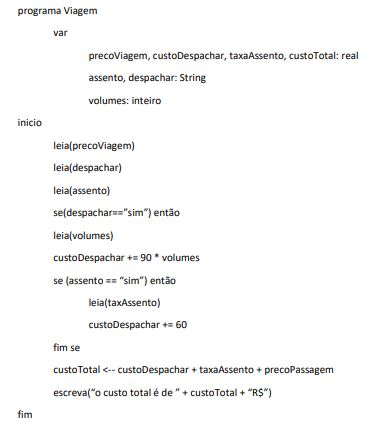 programa Viagem
var
precoViagem, custoDespachar, taxaAssento, custoTotal: real
assento, despachar: String
volumes: inteiro
inicio
leia(precoViagem)
leia(despachar)
leia(assento)
se(despachar==”sim”) então
leia(volumes)
custoDespachar += 90 * volumes
se (assento == “sim”) então
leia(taxAssento)
custoDespachar += 60
fim se
custoTotal <-- custoDespachar + taxaAssento + precoPassagem
escreva(“o custo total é de ” + custoTotal + “R$”)
fim